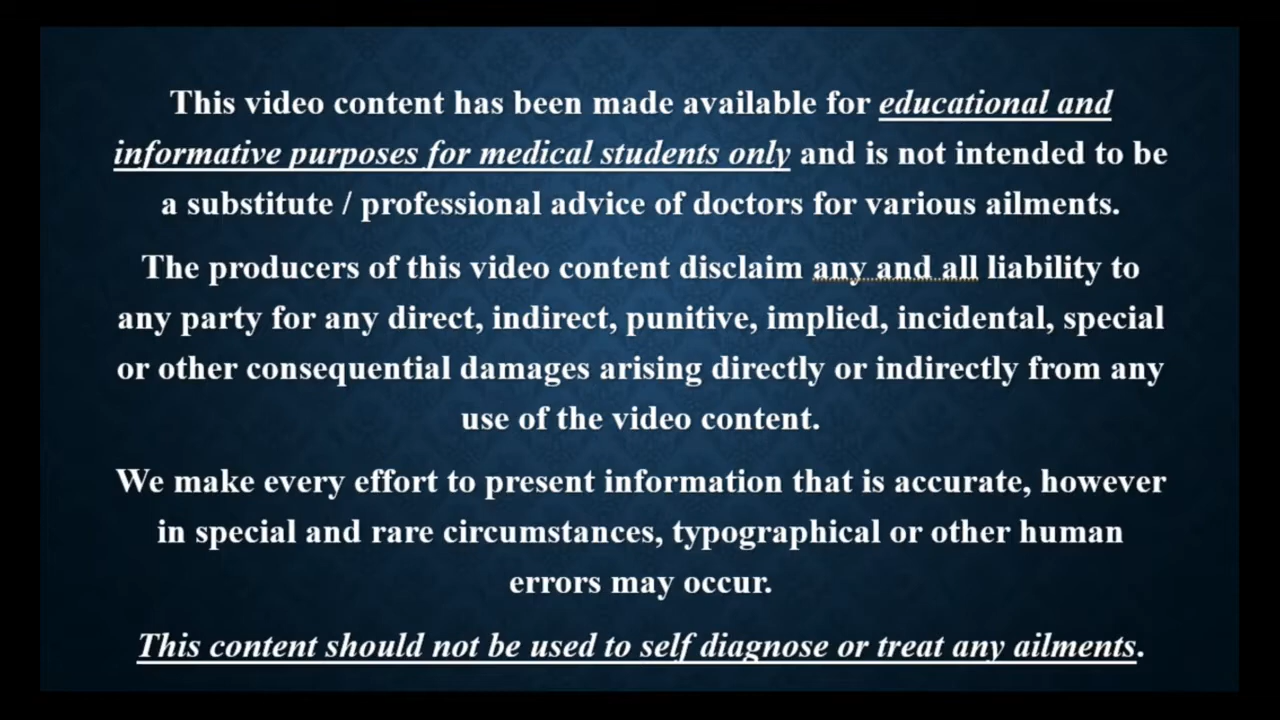 This video content has been made available for educational and
informative purposes for medical students only and is not intended to be
a substitute / professional advice of doctors for various ailments.
The producers of this video content disclaim any and all liability to
any party for any direct, indirect, punitive, implied, incidental, special
or other consequential damages arising directly or indirectly from any
use of the video content.
We make every effort to present information that is accurate, however
in special and rare circumstances, typographical or other human
errors may occur.
This content should not be used to self diagnose or treat any ailments.